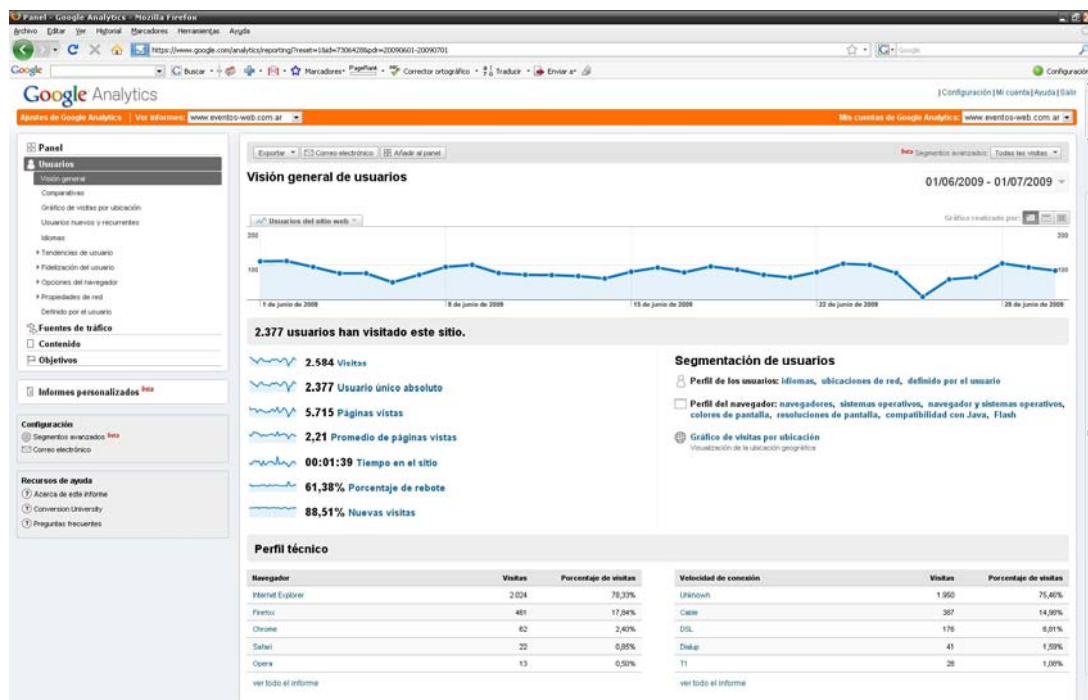 Panel - Google Analytics - Mozilla Firefox
Archivo Editar Ver Historial Marcadores Herramientas Ayuda
Google
Google Buscar Marcadores PageRank Corrector ortográfico Traducir Enviar a Configuración
Google Analytics
Configuración | Mi cuenta | Ayuda | Salir
Ajustes de Google Analytics | Ver informes: www.eventos-web.com.ar
Mis cuentas de Google Analytics: www.eventos-web.com.ar
Panel
Usuarios
Visión general
Comparativas
Gráfico de visitas por ubicación
Usuarios nuevos y recurrentes
Idiomas
Tendencias de usuario
Fidelización del usuario
Opciones del navegador
Propiedades de red
Definido por el usuario
Fuentes de tráfico
Contenido
Objetivos
Informes personalizados Beta
Configuración
Segmentos avanzados Beta
Correo electrónico
Recursos de ayuda
Acerca de este informe
Conversion University
Preguntas frecuentes
Exportar Correo electrónico Añadir al panel
Beta Segmentos avanzados: Todas las visitas
Visión general de usuarios
01/06/2009 - 01/07/2009
Usuarios del sitio web
Gráfico realizado por:
200 200
100 100
1 de junio de 2009 8 de junio de 2009 15 de junio de 2009 22 de junio de 2009 29 de junio de 2009
2.377 usuarios han visitado este sitio.
2.584 Visitas
2.377 Usuario único absoluto
5.715 Páginas vistas
2,21 Promedio de páginas vistas
00:01:39 Tiempo en el sitio
61,38% Porcentaje de rebote
88,51% Nuevas visitas
Segmentación de usuarios
Perfil de los usuarios: idiomas, ubicaciones de red, definido por el usuario
Perfil del navegador: navegadores, sistemas operativos, navegador y sistemas operativos,
colores de pantalla, resoluciones de pantalla, compatibilidad con Java, Flash
Gráfico de visitas por ubicación
Visualización de la ubicación geográfica
Perfil técnico
Navegador Visitas Porcentaje de visitas
Internet Explorer 2.024 78,33%
Firefox 461 17,84%
Chrome 62 2,40%
Safari 22 0,85%
Opera 13 0,50%
ver todo el informe
Velocidad de conexión Visitas Porcentaje de visitas
Unknown 1.950 75,46%
Cable 387 14,98%
DSL 176 6,81%
Dialup 41 1,59%
T1 28 1,08%
ver todo el informe